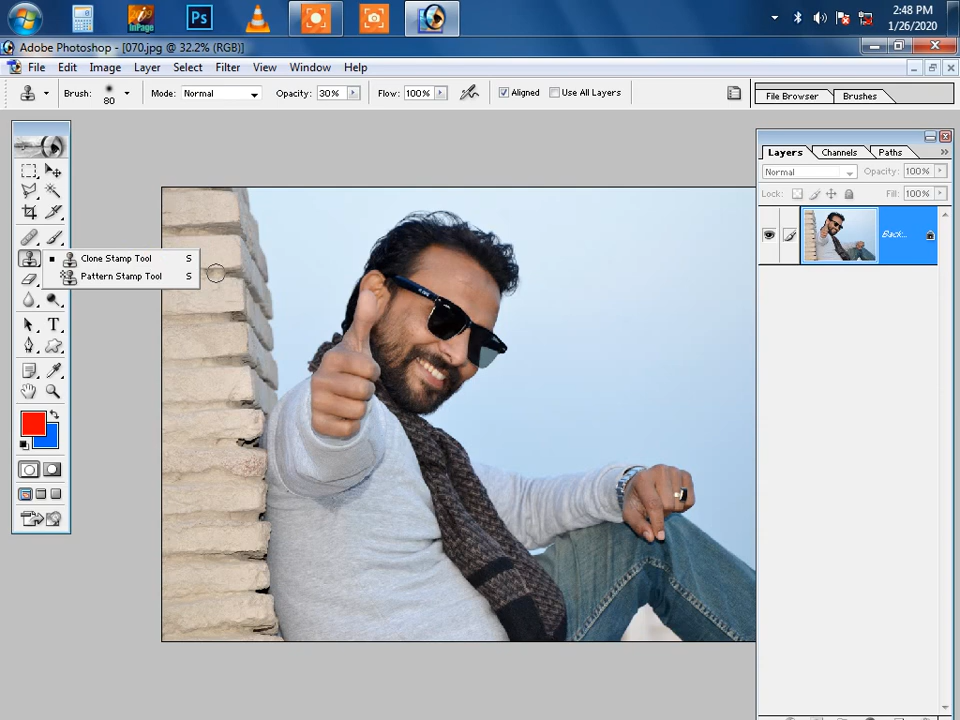 InPage
Ps
2:48 PM
1/26/2020
Adobe Photoshop - [070.jpg @ 32.2% (RGB)]
File Edit Image Layer Select Filter View Window Help
Brush: 80 Mode: Normal Opacity: 30% Flow: 100% Aligned Use All Layers File Browser Brushes
Layers Channels Paths
Normal Opacity: 100%
Lock: Fill: 100%
Back...
Clone Stamp Tool S
Pattern Stamp Tool S
T